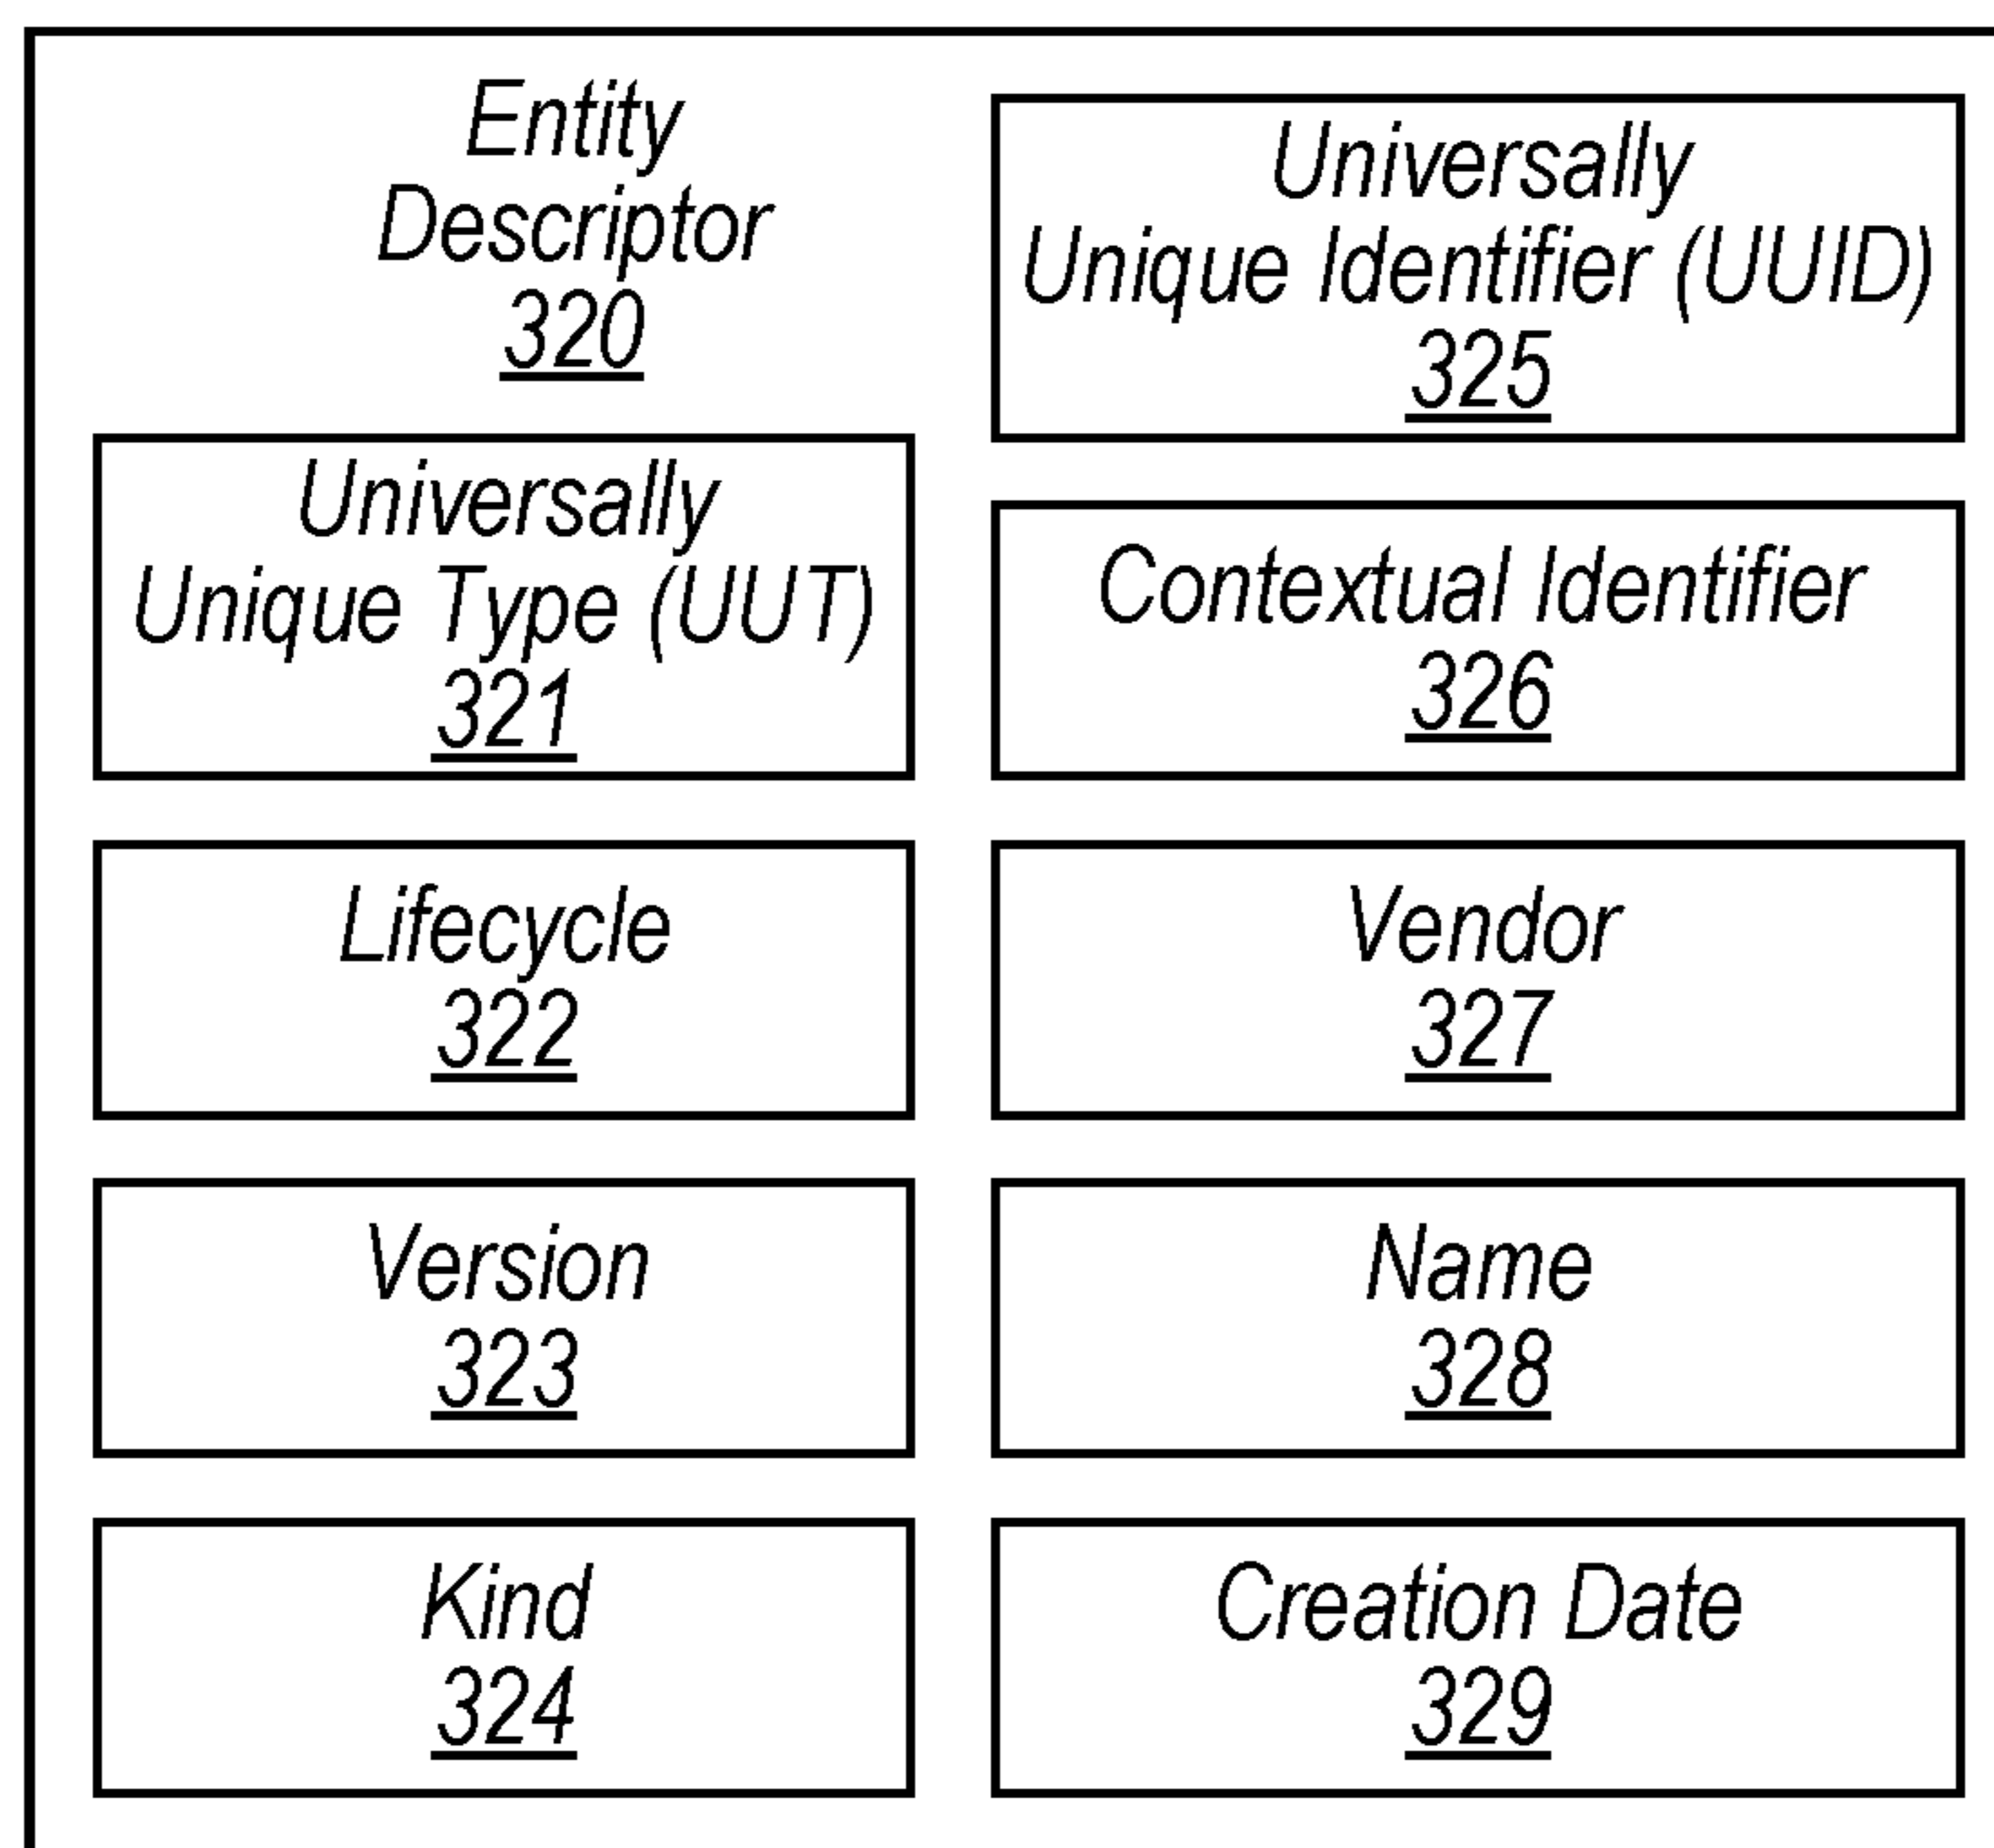 Entity
Descriptor
320
Universally
Unique Type (UUT)
321
Lifecycle
322
Version
323
Kind
324
Universally
Unique Identifier (UUID)
325
Contextual Identifier
326
Vendor
327
Name
328
Creation Date
329